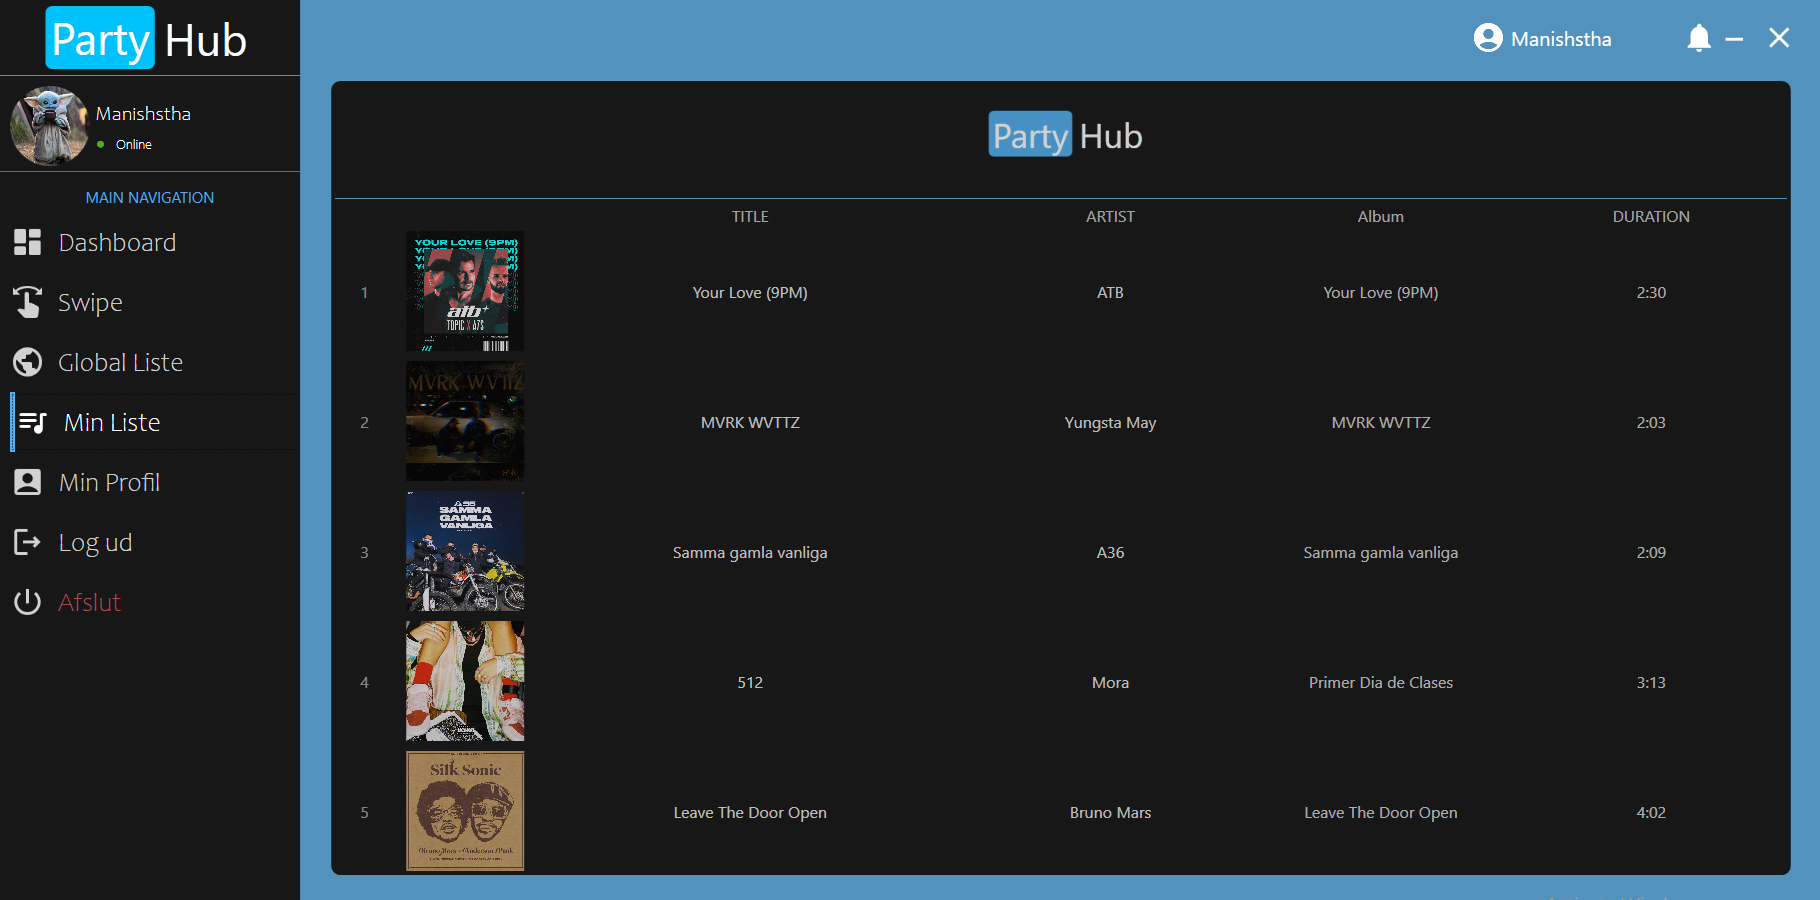 Party Hub
Manishstha
Manishstha
Online
MAIN NAVIGATION
Dashboard
Swipe
Global Liste
Min Liste
Min Profil
Log ud
Afslut
Party Hub
TITLE ARTIST Album DURATION
YOUR LOVE (9PM)
atb+
TOPIC X A7S
1 Your Love (9PM) ATB Your Love (9PM) 2:30
MVRK WVTTZ
2 MVRK WVTTZ Yungsta May MVRK WVTTZ 2:03
A36
SAMMA
GAMLA
VANLIGA
3 Samma gamla vanliga A36 Samma gamla vanliga 2:09
4 512 Mora Primer Dia de Clases 3:13
Silk Sonic
Bruno Mars
5 Leave The Door Open Bruno Mars Leave The Door Open 4:02